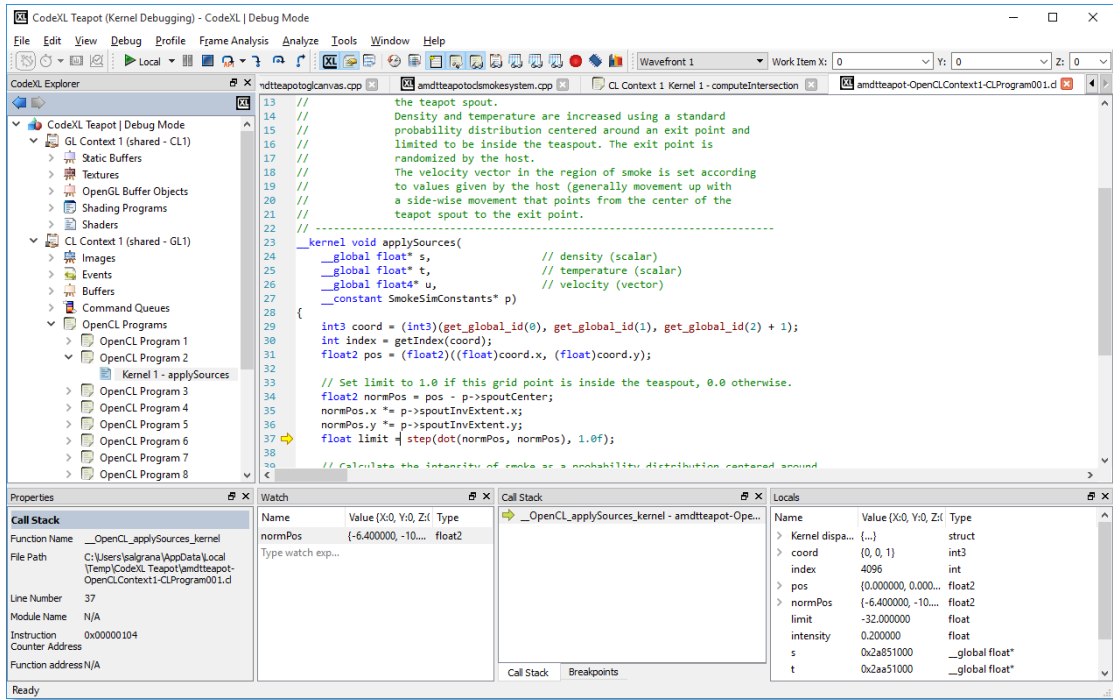 CodeXL Teapot (Kernel Debugging) - CodeXL | Debug Mode
File Edit View Debug Profile Frame Analysis Analyze Tools Window Help
Local XL Wavefront 1 Work Item X: 0 Y: 0 Z: 0
CodeXL Explorer
CodeXL Teapot | Debug Mode
GL Context 1 (shared - CL1)
Static Buffers
Textures
OpenGL Buffer Objects
Shading Programs
Shaders
CL Context 1 (shared - GL1)
Images
Events
Buffers
Command Queues
OpenCL Programs
OpenCL Program 1
OpenCL Program 2
Kernel 1 - applySources
OpenCL Program 3
OpenCL Program 4
OpenCL Program 5
OpenCL Program 6
OpenCL Program 7
OpenCL Program 8
ndtteapotoglcanvas.cpp amdtteapotoclsmokesystem.cpp CL Context 1 Kernel 1 - computeIntersection amdtteapot-OpenCLContext1-CLProgram001.cl
13 // the teapot spout.
14 // Density and temperature are increased using a standard
15 // probability distribution centered around an exit point and
16 // limited to be inside the teaspout. The exit point is
17 // randomized by the host.
18 // The velocity vector in the region of smoke is set according
19 // to values given by the host (generally movement up with
20 // a side-wise movement that points from the center of the
21 // teapot spout to the exit point.
22 // ---------------------------------------------------------------------------
23 __kernel void applySources(
24 __global float* s, // density (scalar)
25 __global float* t, // temperature (scalar)
26 __global float4* u, // velocity (vector)
27 __constant SmokeSimConstants* p)
28 {
29 int3 coord = (int3)(get_global_id(0), get_global_id(1), get_global_id(2) + 1);
30 int index = getIndex(coord);
31 float2 pos = (float2)((float)coord.x, (float)coord.y);
32
33 // Set limit to 1.0 if this grid point is inside the teaspout, 0.0 otherwise.
34 float2 normPos = pos - p->spoutCenter;
35 normPos.x *= p->spoutInvExtent.x;
36 normPos.y *= p->spoutInvExtent.y;
37 float limit = step(dot(normPos, normPos), 1.0f);
38
39 // Calculate the intensity of smoke as a probability distribution centered around
Properties
Call Stack
Function Name __OpenCL_applySources_kernel
File Path C:\Users\salgrana\AppData\Local
\Temp\CodeXL Teapot\amdtteapot-
OpenCLContext1-CLProgram001.cl
Line Number 37
Module Name N/A
Instruction 0x00000104
Counter Address
Function address N/A
Watch
Name Value (X:0, Y:0, Z:( Type
normPos {-6.400000, -10.... float2
Type watch exp...
Call Stack
__OpenCL_applySources_kernel - amdtteapot-Ope...
Call Stack Breakpoints
Locals
Name Value (X:0, Y:0, Z:( Type
Kernel dispa... {...} struct
coord {0, 0, 1} int3
index 4096 int
pos {0.000000, 0.000... float2
normPos {-6.400000, -10.... float2
limit -32.000000 float
intensity 0.200000 float
s 0x2a851000 __global float*
t 0x2aa51000 __global float*
Ready